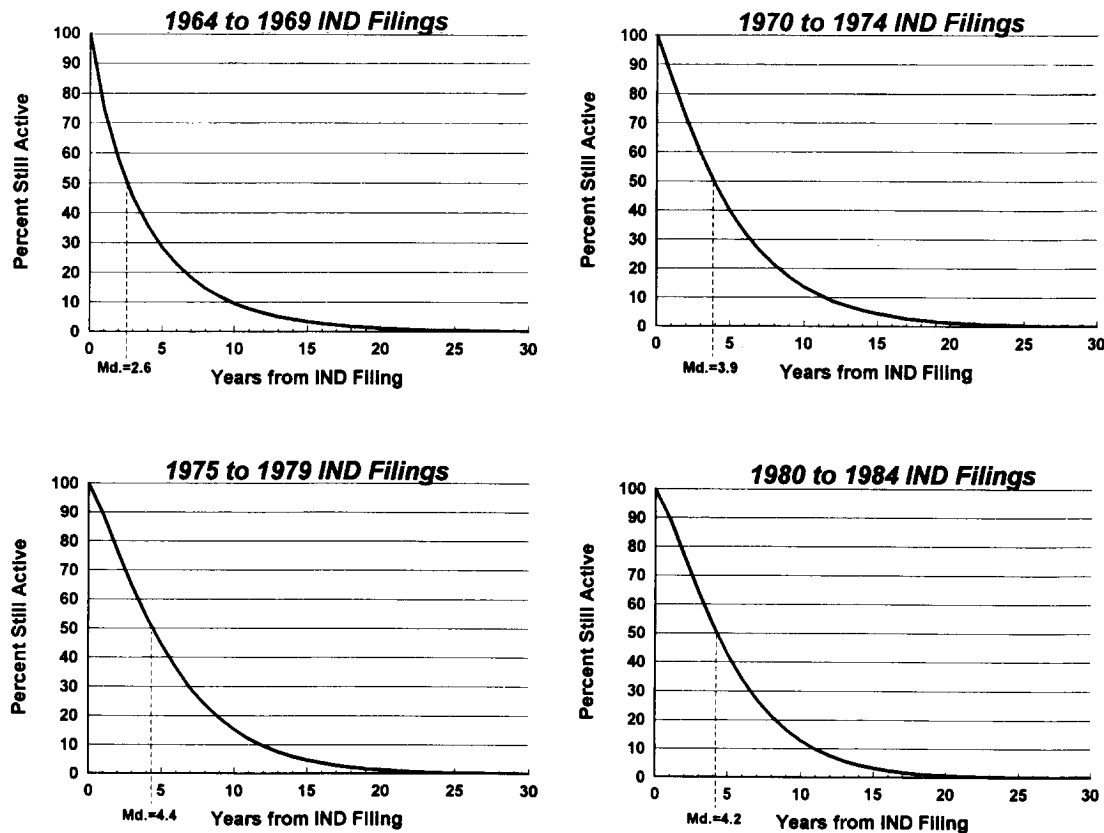 1964 to 1969 IND Filings
Percent Still Active
100
90
80
70
60
50
40
30
20
10
0
0 5 10 15 20 25 30
Md.=2.6
Years from IND Filing
1970 to 1974 IND Filings
Percent Still Active
100
90
80
70
60
50
40
30
20
10
0
0 5 10 15 20 25 30
Md.=3.9
Years from IND Filing
1975 to 1979 IND Filings
Percent Still Active
100
90
80
70
60
50
40
30
20
10
0
0 5 10 15 20 25 30
Md.=4.4
Years from IND Filing
1980 to 1984 IND Filings
Percent Still Active
100
90
80
70
60
50
40
30
20
10
0
0 5 10 15 20 25 30
Md.=4.2
Years from IND Filing